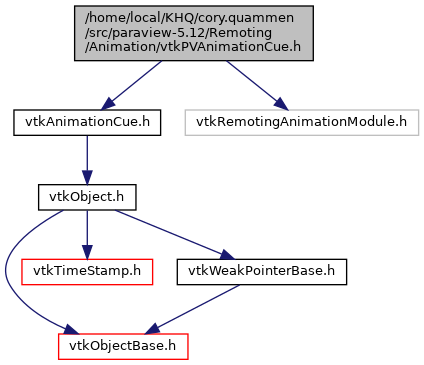 /home/local/KHQ/cory.quammen
/src/paraview-5.12/Remoting
/Animation/vtkPVAnimationCue.h
vtkAnimationCue.h
vtkRemotingAnimationModule.h
vtkObject.h
vtkTimeStamp.h
vtkWeakPointerBase.h
vtkObjectBase.h